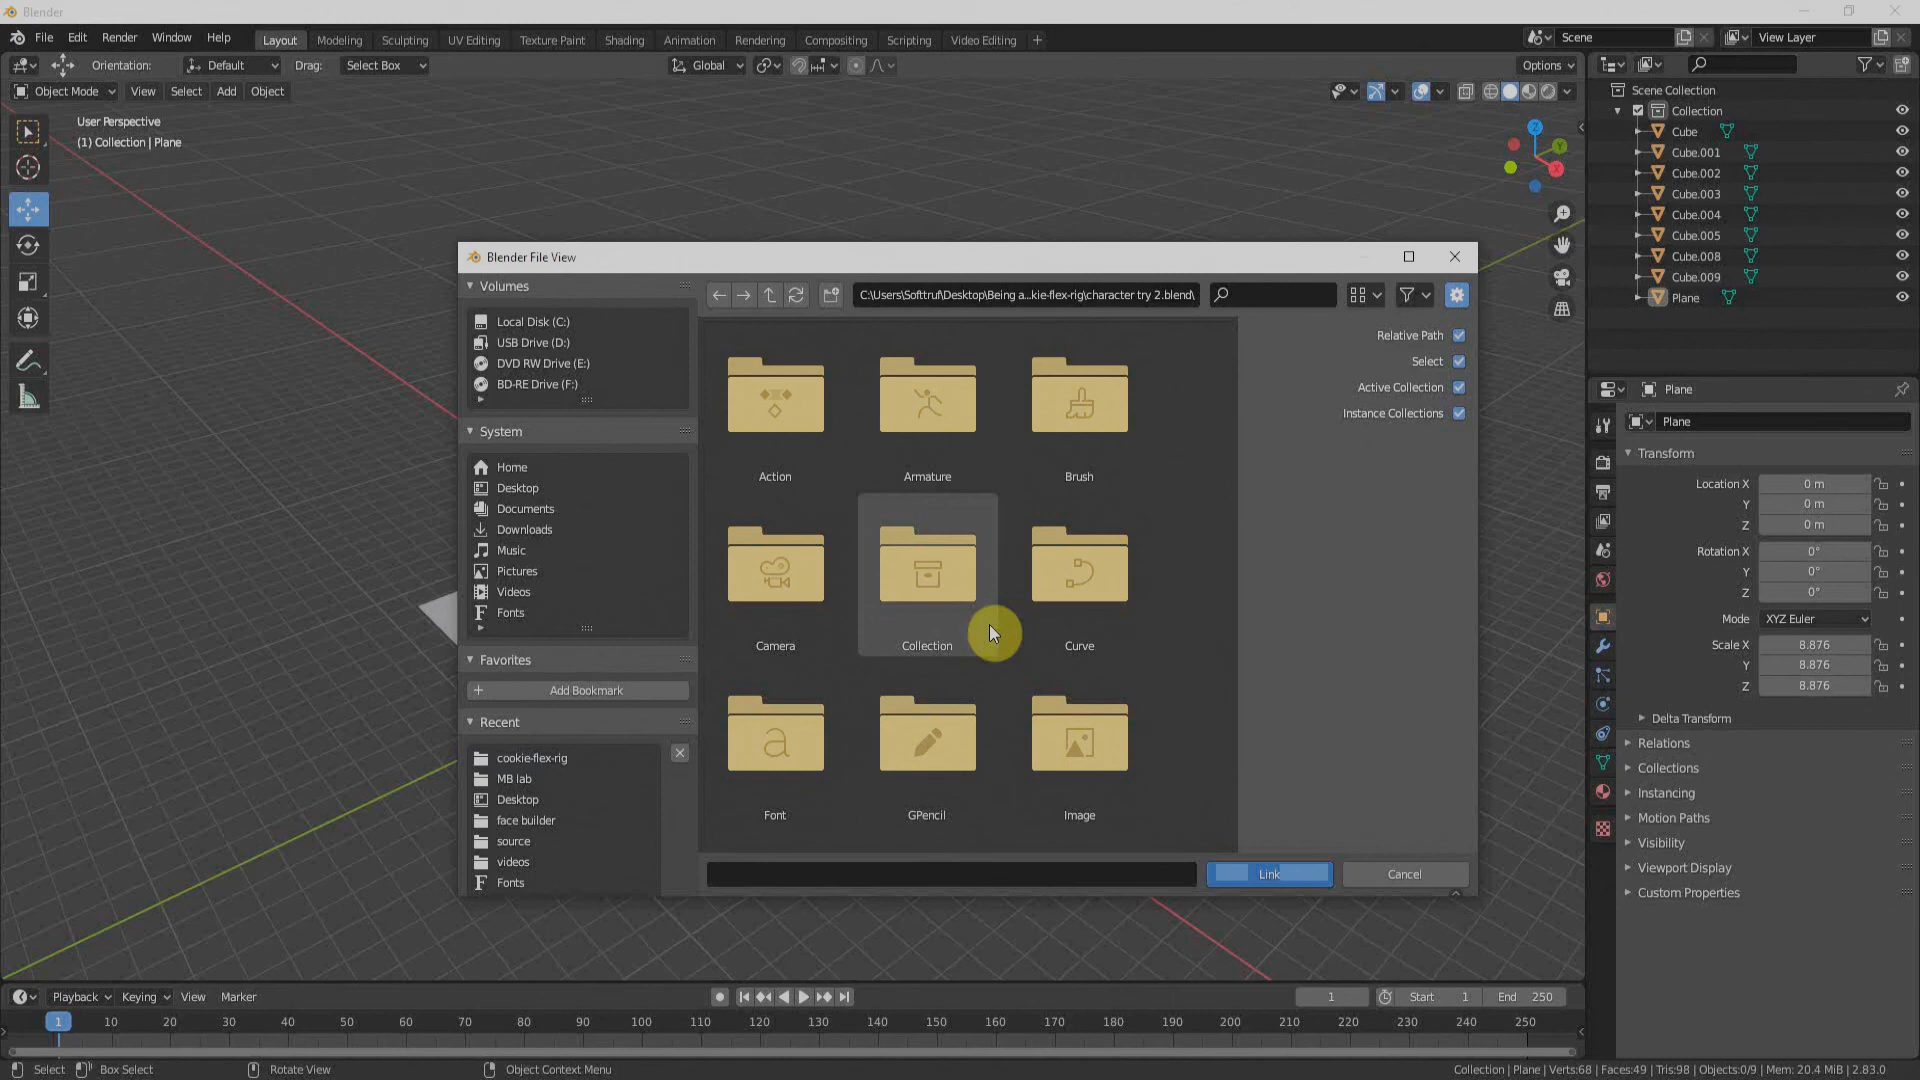 Blender
File Edit Render Window Help
Layout Modeling Sculpting UV Editing Texture Paint Shading Animation Rendering Compositing Scripting Video Editing +
Scene
View Layer
Orientation: Default Drag: Select Box
Global
Options
Object Mode View Select Add Object
User Perspective
(1) Collection | Plane
Z
Y
X
Scene Collection
Collection
Cube
Cube.001
Cube.002
Cube.003
Cube.004
Cube.005
Cube.008
Cube.009
Plane
Blender File View
Volumes
Local Disk (C:)
USB Drive (D:)
DVD RW Drive (E:)
BD-RE Drive (F:)
System
Home
Desktop
Documents
Downloads
Music
Pictures
Videos
Fonts
Favorites
Add Bookmark
Recent
cookie-flex-rig
MB lab
Desktop
face builder
source
videos
Fonts
C:\Users\Softtruf\Desktop\Being a...kie-flex-rig\character try 2.blend\
Action Armature Brush
Camera Collection Curve
Font GPencil Image
Relative Path
Select
Active Collection
Instance Collections
Link
Cancel
Plane
Plane
Transform
Location X 0 m
Y 0 m
Z 0 m
Rotation X 0°
Y 0°
Z 0°
Mode XYZ Euler
Scale X 8.876
Y 8.876
Z 8.876
Delta Transform
Relations
Collections
Instancing
Motion Paths
Visibility
Viewport Display
Custom Properties
Playback Keying View Marker
1 Start 1 End 250
1 10 20 30 40 50 60 70 80 90 100 110 120 130 140 150 160 170 180 190 200 210 220 230 240 250
Select Box Select Rotate View Object Context Menu
Collection | Plane | Verts:68 | Faces:49 | Tris:98 | Objects:0/9 | Mem: 20.4 MiB | 2.83.0